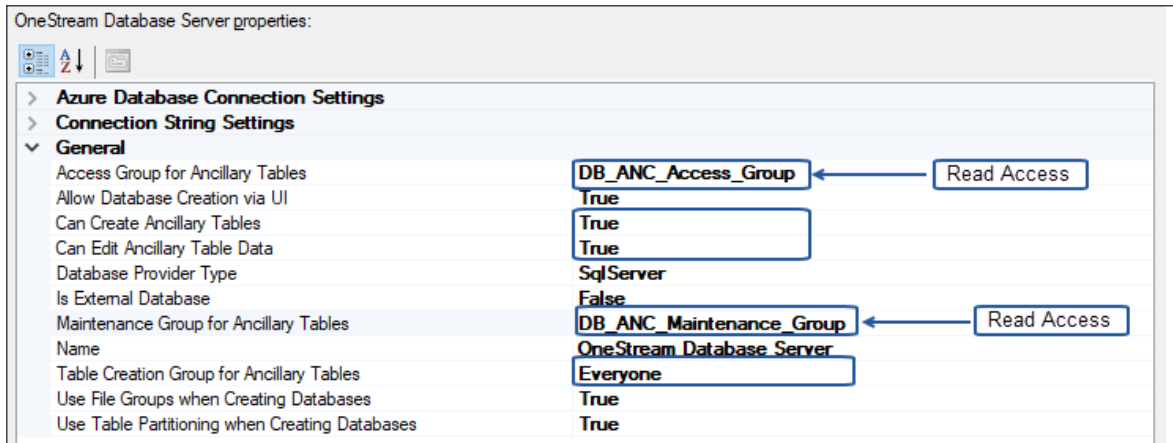 OneStream Database Server properties:
Azure Database Connection Settings
Connection String Settings
General
Access Group for Ancillary Tables DB_ANC_Access_Group Read Access
Allow Database Creation via UI True
Can Create Ancillary Tables True
Can Edit Ancillary Table Data True
Database Provider Type SqlServer
Is External Database False
Maintenance Group for Ancillary Tables DB_ANC_Maintenance_Group Read Access
Name OneStream Database Server
Table Creation Group for Ancillary Tables Everyone
Use File Groups when Creating Databases True
Use Table Partitioning when Creating Databases True